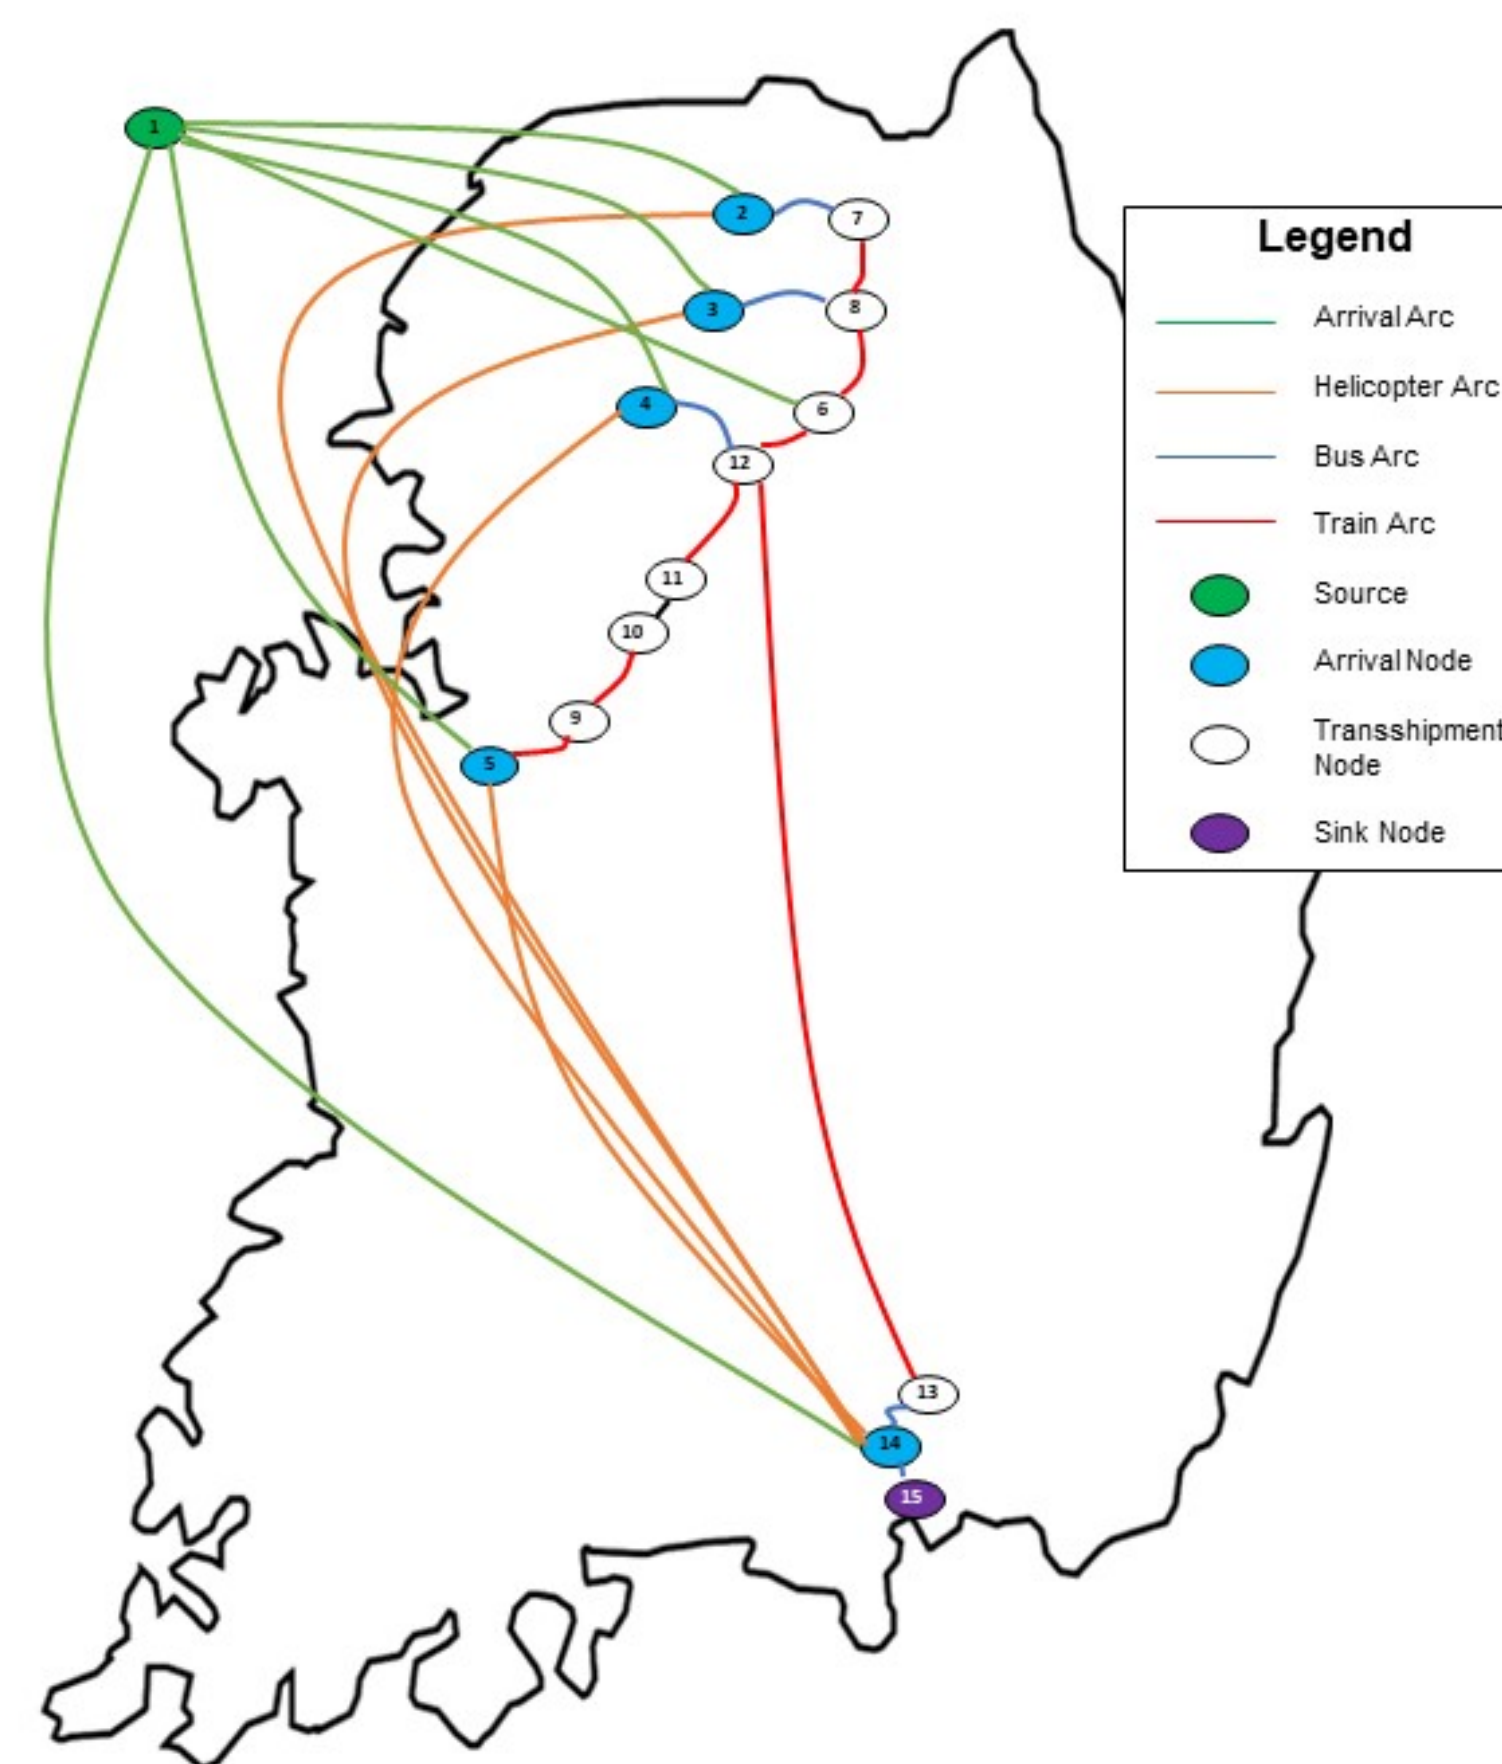 1
2
7
Legend
3
8
Arrival Arc
Helicopter Arc
4
6
Bus Arc
12
Train Arc
11
Source
10
Arrival Node
9
Transshipment
Node
5
Sink Node
13
14
15